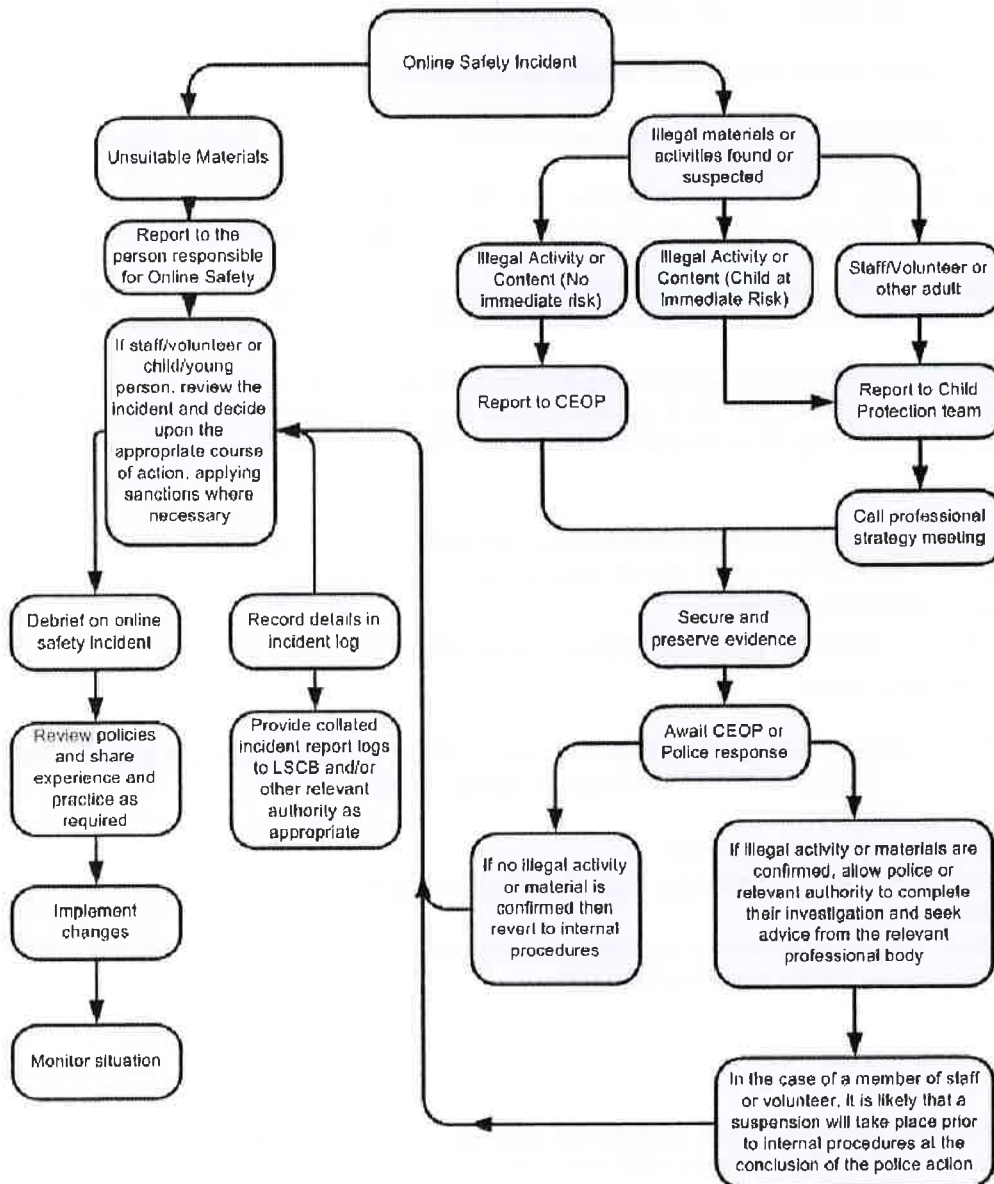 Online Safety Incident
Unsuitable Materials
Report to the
person responsible
for Online Safety
If staff/volunteer or
child/young
person, review the
incident and decide
upon the
appropriate course
of action, applying
sanctions where
necessary
Debrief on online
safety incident
Review policies
and share
experience and
practice as
required
Implement
changes
Monitor situation
Record details in
incident log
Provide collated
incident report logs
to LSCB and/or
other relevant
authority as
appropriate
Illegal materials or
activities found or
suspected
Illegal Activity or
Content (No
immediate risk)
Illegal Activity or
Content (Child at
Immediate Risk)
Staff/Volunteer or
other adult
Report to CEOP
Report to Child
Protection team
Call professional
strategy meeting
Secure and
preserve evidence
Await CEOP or
Police response
If no illegal activity
or material is
confirmed then
revert to internal
procedures
If illegal activity or materials are
confirmed, allow police or
relevant authority to complete
their investigation and seek
advice from the relevant
professional body
In the case of a member of staff
or volunteer, it is likely that a
suspension will take place prior
to internal procedures at the
conclusion of the police action